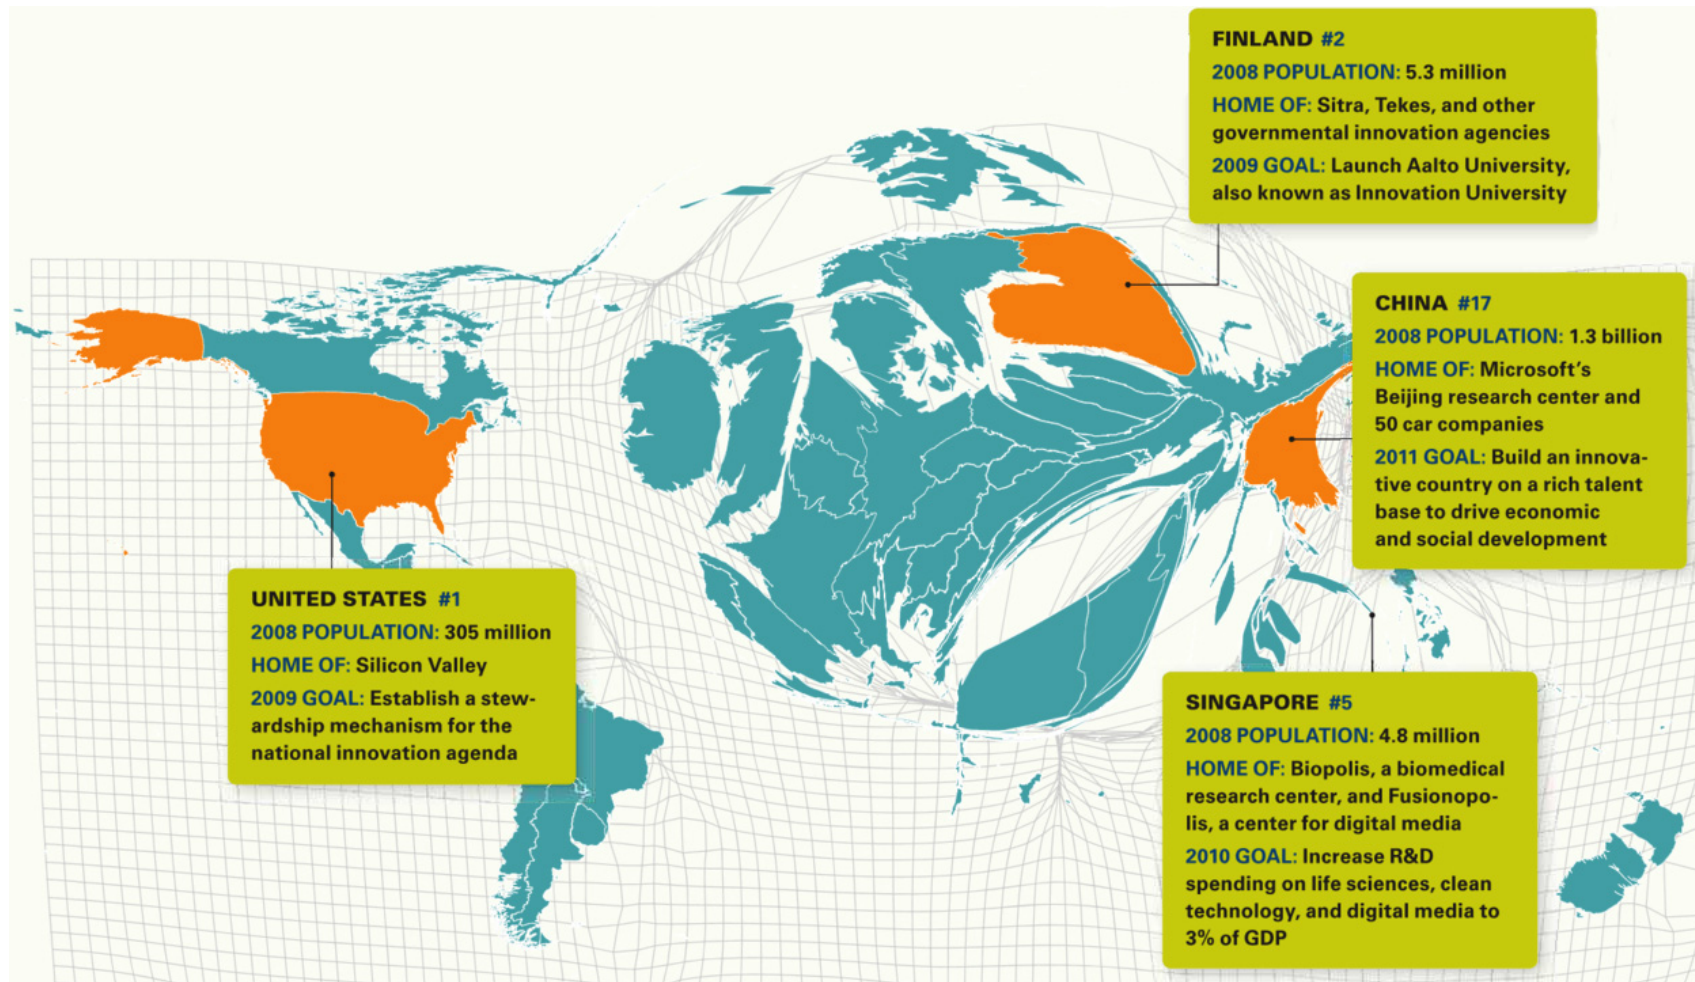 FINLAND #2
2008 POPULATION: 5.3 million
HOME OF: Sitra, Tekes, and other
governmental innovation agencies
2009 GOAL: Launch Aalto University,
also known as Innovation University
CHINA #17
2008 POPULATION: 1.3 billion
HOME OF: Microsoft's
Beijing research center and
50 car companies
2011 GOAL: Build an innova-
tive country on a rich talent
base to drive economic
and social development
UNITED STATES #1
2008 POPULATION: 305 million
HOME OF: Silicon Valley
2009 GOAL: Establish a stew-
ardship mechanism for the
national innovation agenda
SINGAPORE #5
2008 POPULATION: 4.8 million
HOME OF: Biopolis, a biomedical
research center, and Fusionopo-
lis, a center for digital media
2010 GOAL: Increase R&D
spending on life sciences, clean
technology, and digital media to
3% of GDP